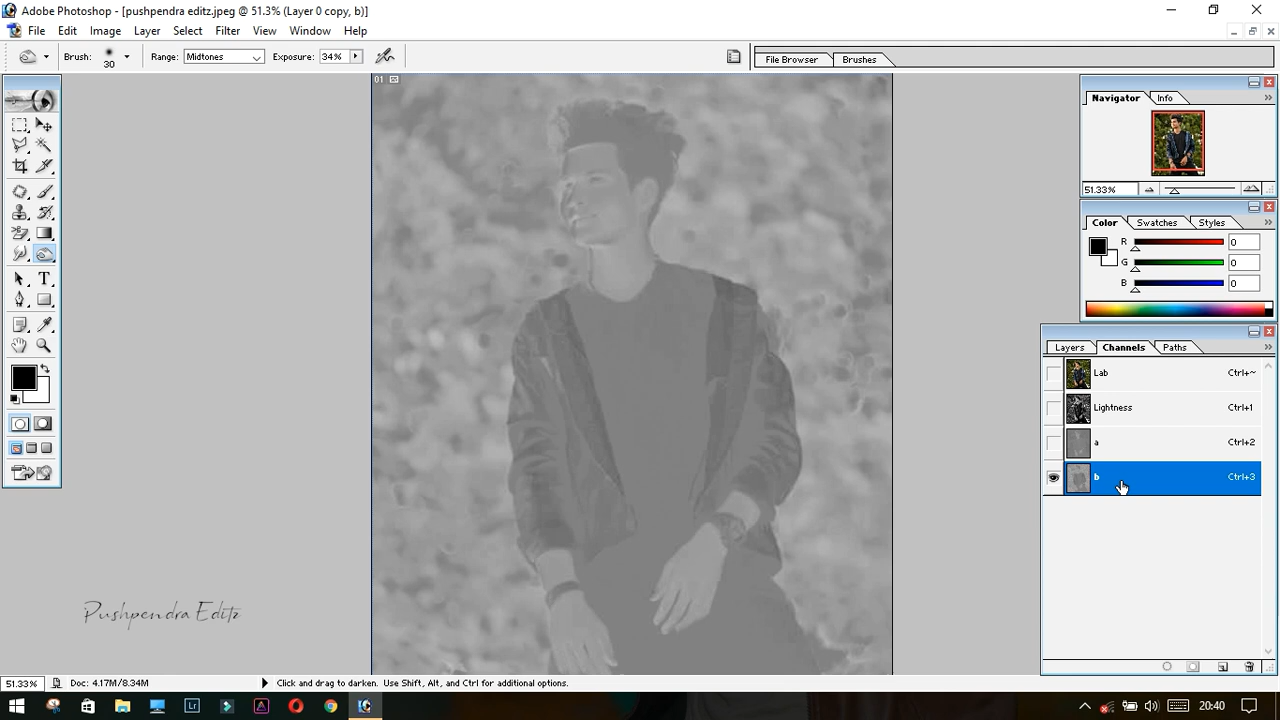 Adobe Photoshop - [pushpendra editz.jpeg @ 51.3% (Layer 0 copy, b)]
File Edit Image Layer Select Filter View Window Help
Brush: 30 Range: Midtones Exposure: 34% File Browser Brushes
01
Navigator Info
51.33%
Color Swatches Styles
R 0
G 0
B 0
Layers Channels Paths
Lab Ctrl+~
Lightness Ctrl+1
a Ctrl+2
b Ctrl+3
Pushpendra Editz
51.33% Doc: 4.17M/8.34M Click and drag to darken. Use Shift, Alt, and Ctrl for additional options.
Lr A 20:40